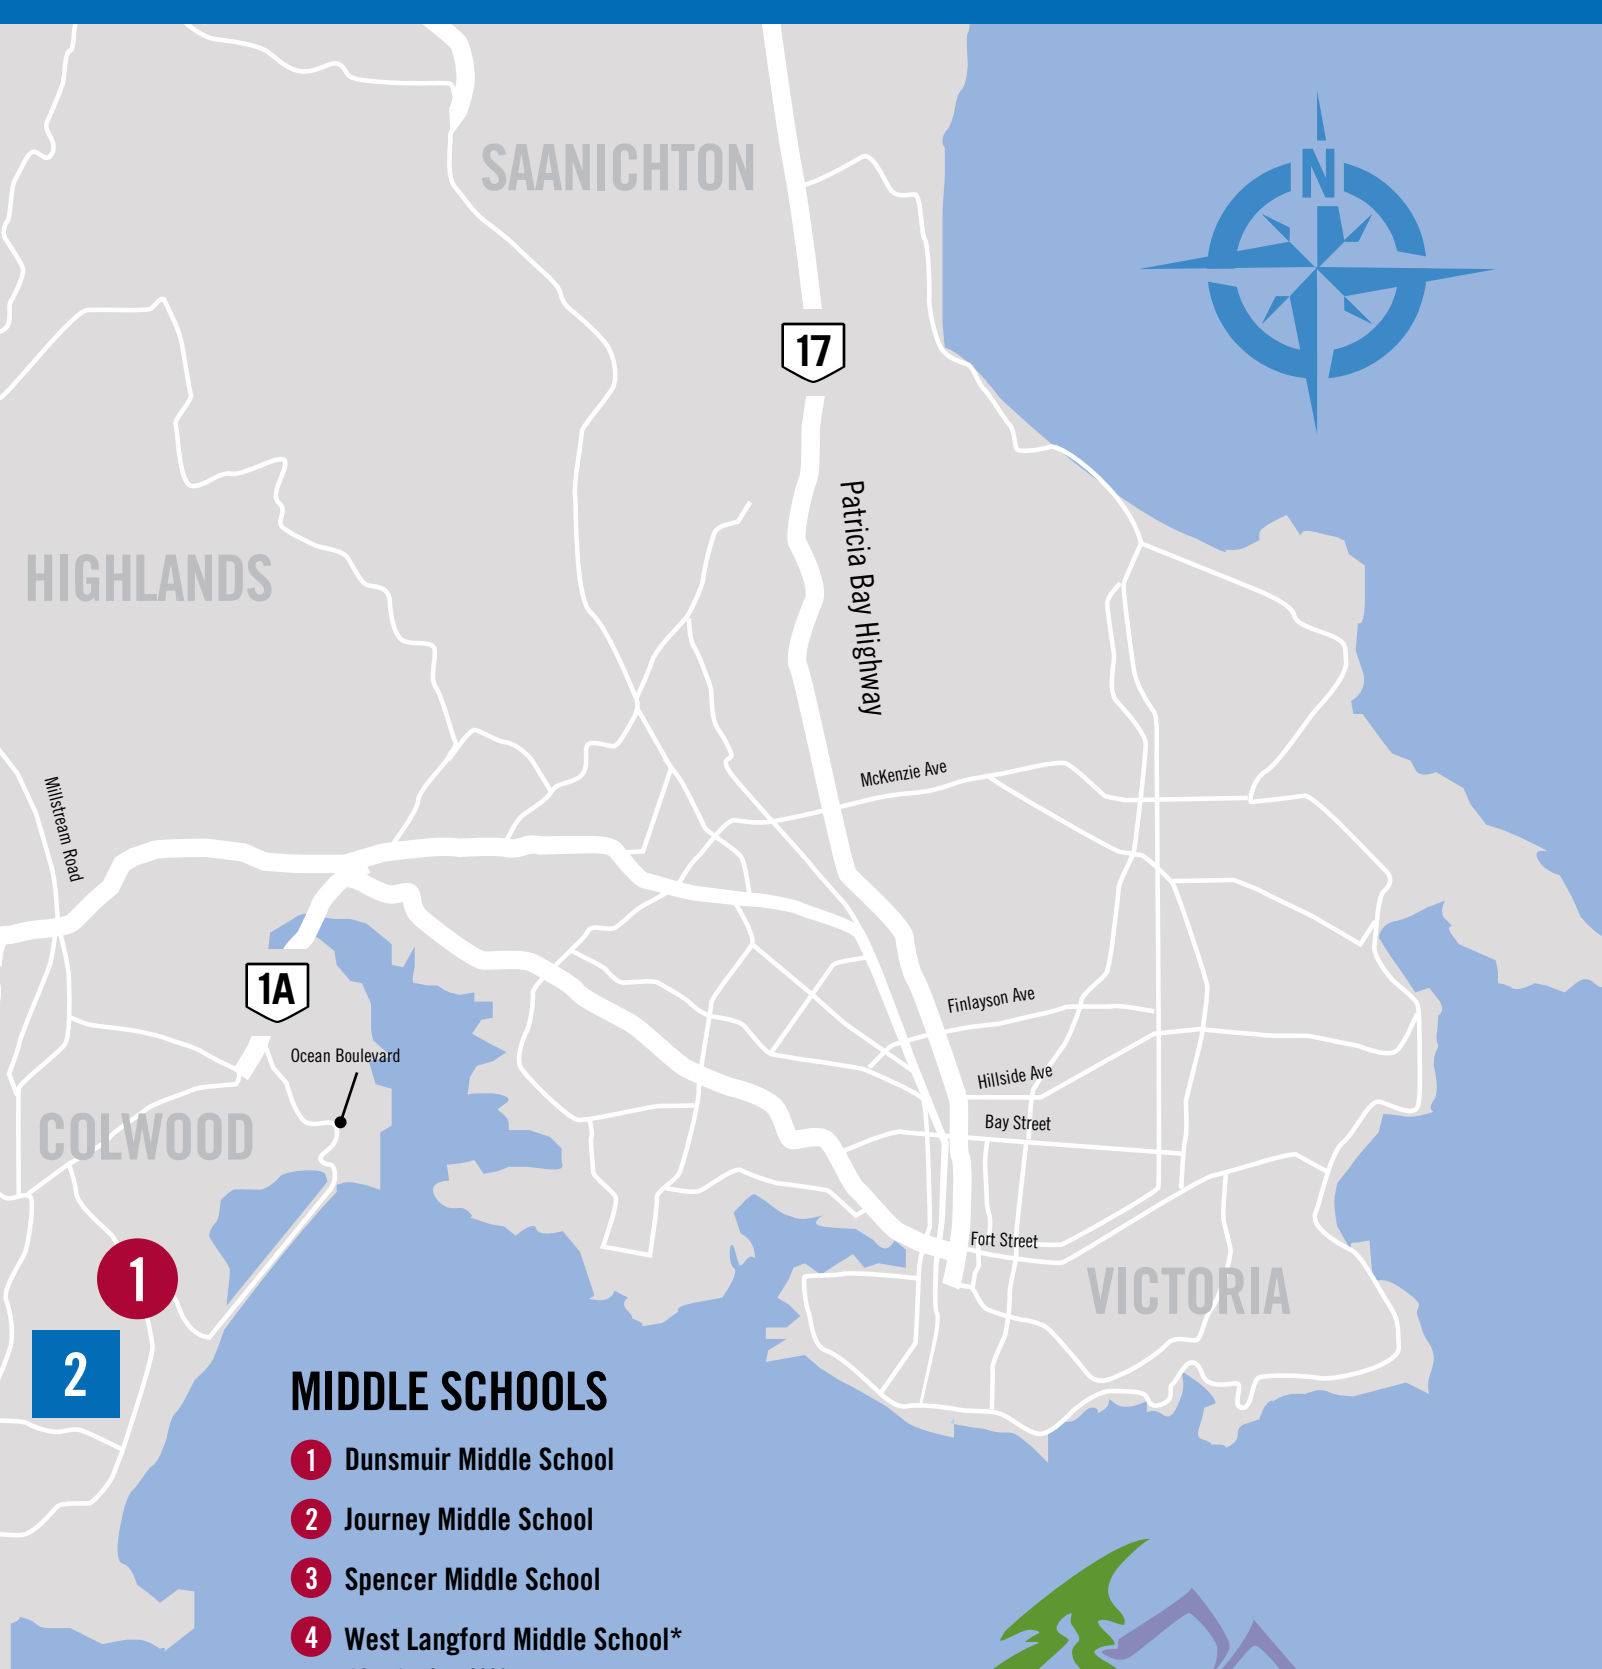 N
SAANICHTON
17
Patricia Bay Highway
HIGHLANDS
McKenzie Ave
Millstream Road
1A
Finlayson Ave
Ocean Boulevard
Hillside Ave
COLWOOD
Bay Street
Fort Street
1
VICTORIA
2
MIDDLE SCHOOLS
1 Dunsmuir Middle School
2 Journey Middle School
3 Spencer Middle School
4 West Langford Middle School*